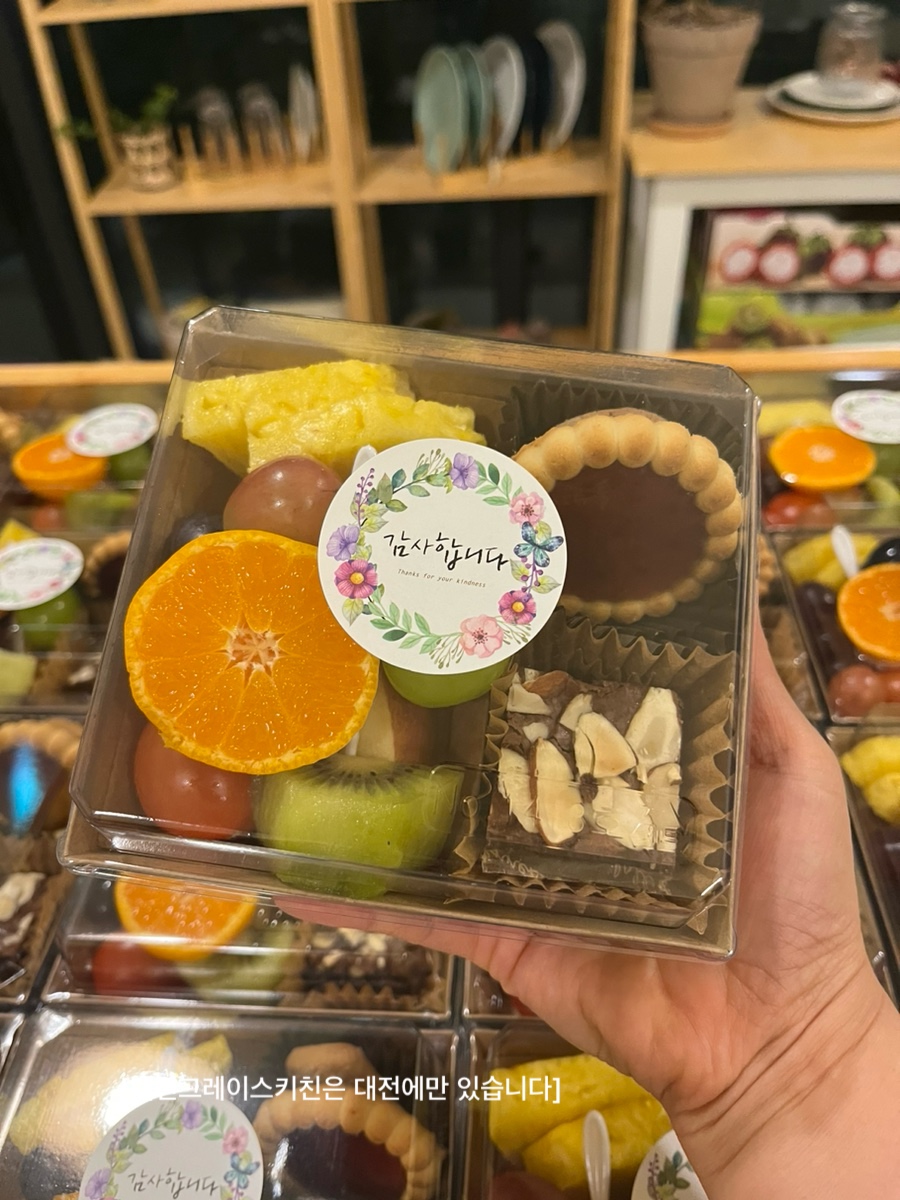 감사합니다
Thanks for your kindness
그레이스키친은 대전에만 있습니다]
감사합니다